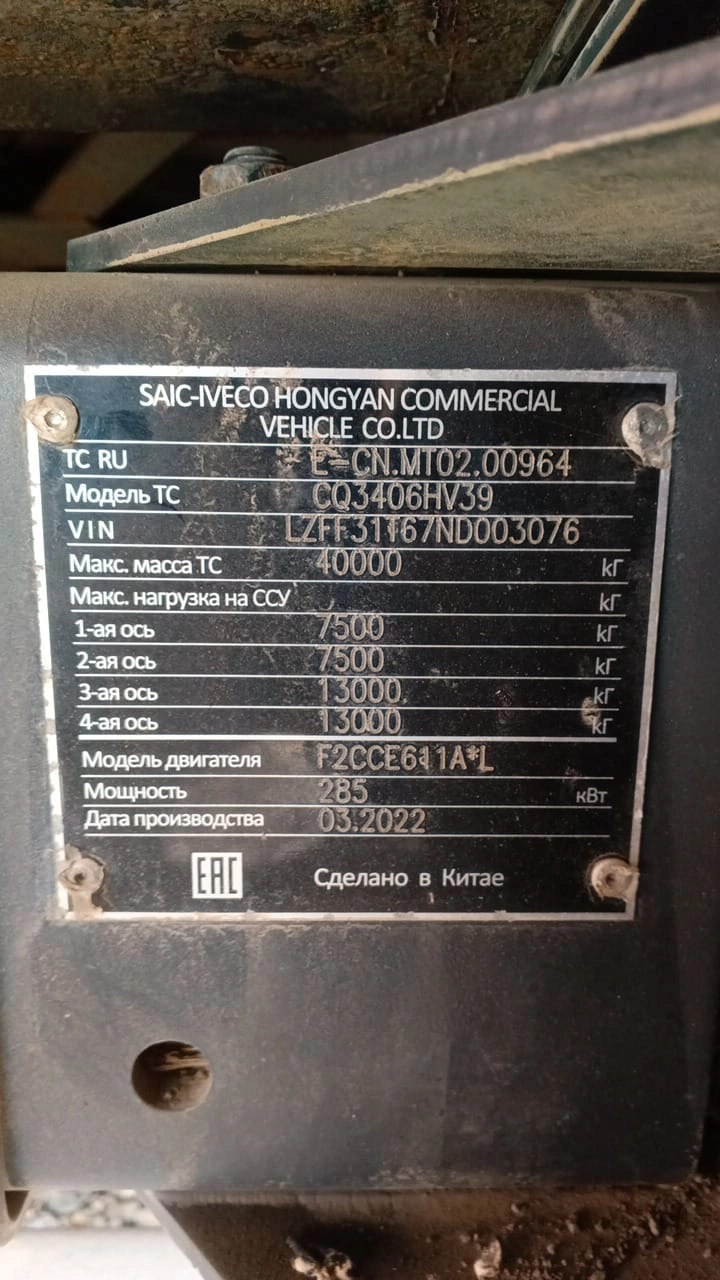 SAIC-IVECO HONGYAN COMMERCIAL
VEHICLE CO.LTD
ТС RU E-CN.MT02.00964
Модель ТС CQ3406HV39
VIN LZFF31T67ND003076
Макс. масса ТС 40000 кг
Макс. нагрузка на ССУ кг
1-ая ось 7500 кг
2-ая ось 7500 кг
3-ая ось 13000 кг
4-ая ось 13000 кг
Модель двигателя F2CCE611A*L
Мощность 285 кВт
Дата производства 03.2022
EAC Сделано в Китае